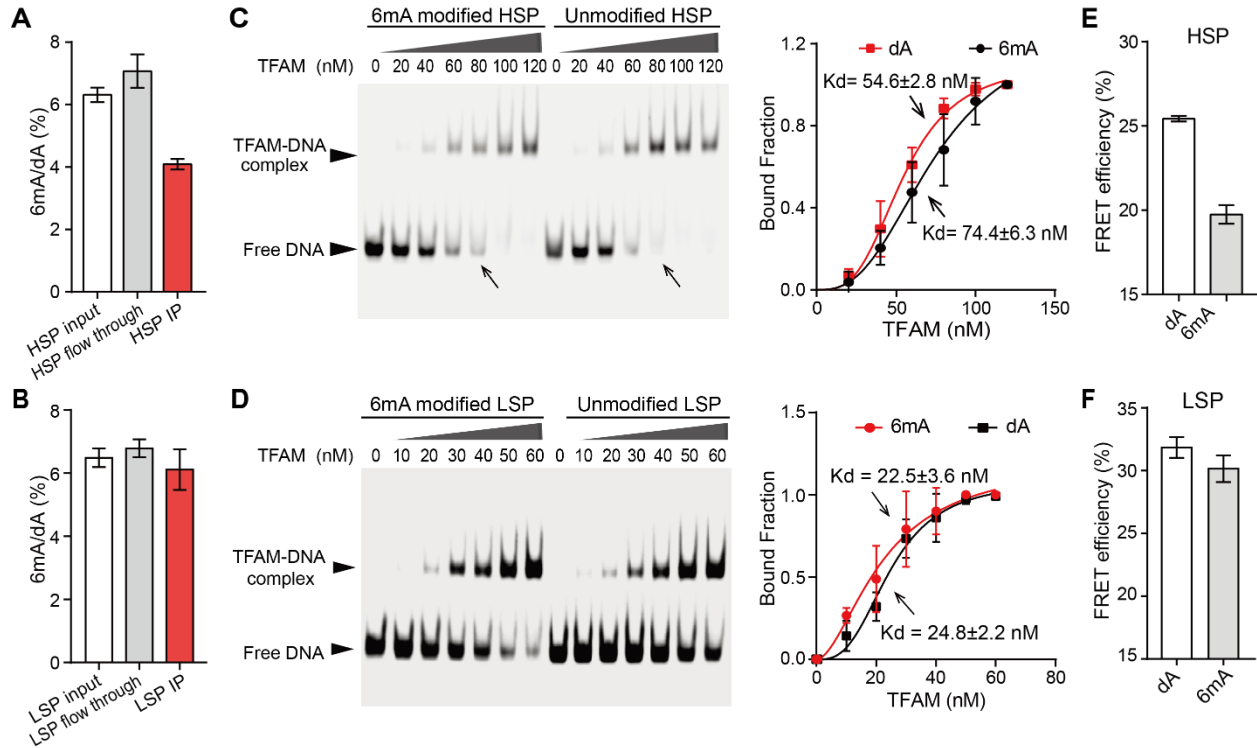 A
6mA/dA (%)
8
6
4
2
0
HSP input
HSP flow through
HSP IP
C
6mA modified HSP
Unmodified HSP
TFAM (nM) 0 20 40 60 80 100 120 0 20 40 60 80 100 120
TFAM-DNA
complex
Free DNA
Bound Fraction
1.2
0.8
0.4
0.0
dA
6mA
Kd= 54.6±2.8 nM
Kd= 74.4±6.3 nM
0 50 100 150
TFAM (nM)
E
HSP
FRET efficiency (%)
30
25
20
15
dA
6mA
B
6mA/dA (%)
8
6
4
2
0
LSP input
LSP flow through
LSP IP
D
6mA modified LSP
Unmodified LSP
TFAM (nM) 0 10 20 30 40 50 60 0 10 20 30 40 50 60
TFAM-DNA
complex
Free DNA
Bound Fraction
1.5
1.0
0.5
0.0
6mA
dA
Kd = 22.5±3.6 nM
Kd = 24.8±2.2 nM
0 20 40 60 80
TFAM (nM)
F
LSP
FRET efficiency (%)
35
31
27
23
19
15
dA
6mA